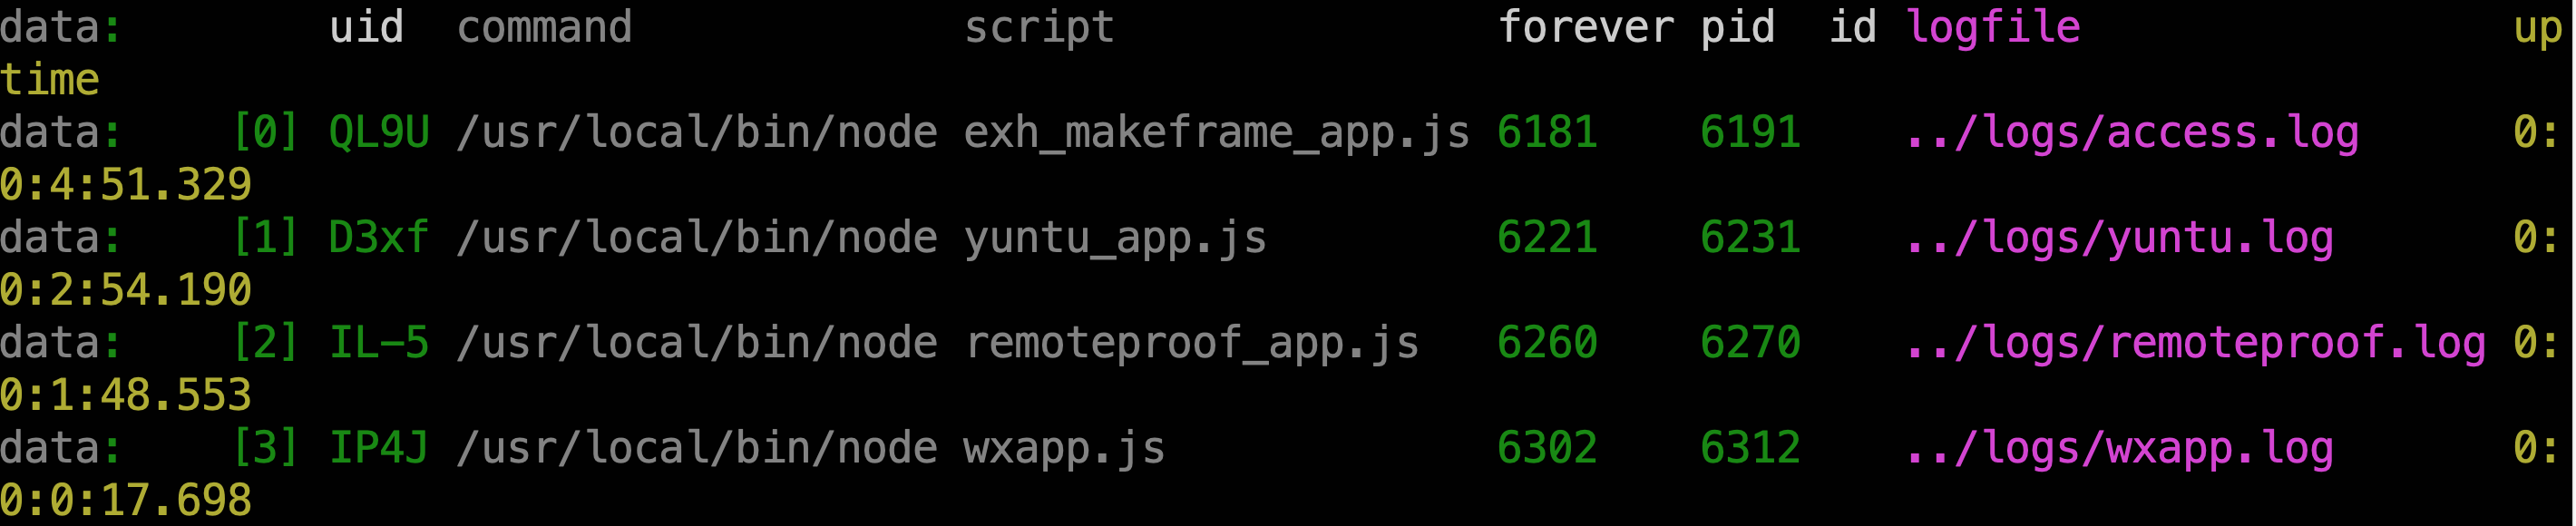 data:        uid  command             script               forever pid  id logfile                 up
time
data:    [0] QL9U /usr/local/bin/node exh_makeframe_app.js 6181    6191    ../logs/access.log      0:
0:4:51.329
data:    [1] D3xf /usr/local/bin/node yuntu_app.js         6221    6231    ../logs/yuntu.log       0:
0:2:54.190
data:    [2] IL-5 /usr/local/bin/node remoteproof_app.js   6260    6270    ../logs/remoteproof.log 0:
0:1:48.553
data:    [3] IP4J /usr/local/bin/node wxapp.js             6302    6312    ../logs/wxapp.log       0:
0:0:17.698